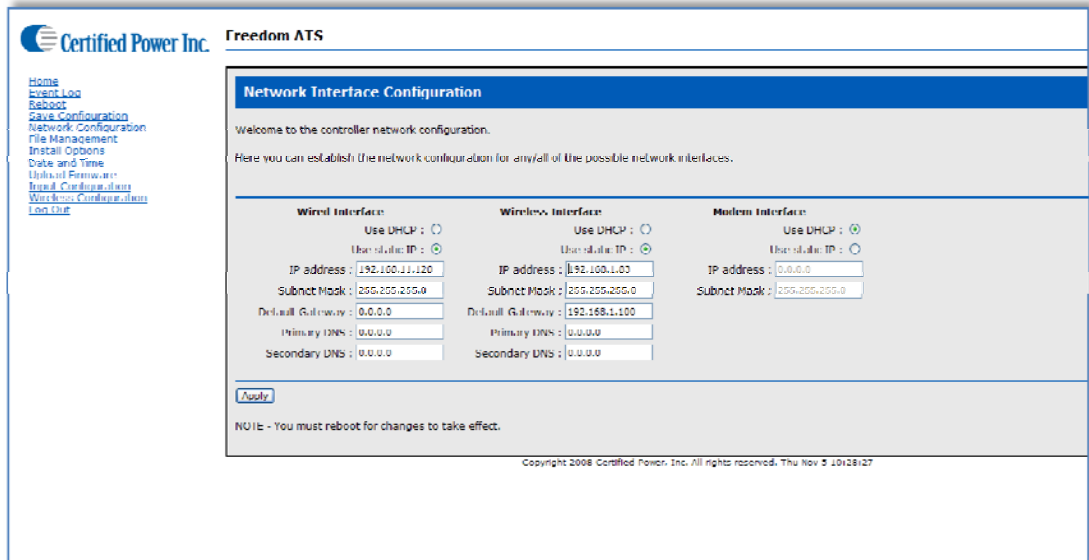 Certified Power Inc.
Freedom ATS
Home
Event Log
Reboot
Save Configuration
Network Configuration
File Management
Install Options
Date and Time
Upload Firmware
Input Configuration
Wireless Configuration
Log Out
Network Interface Configuration
Welcome to the controller network configuration.
Here you can establish the network configuration for any/all of the possible network interfaces.
Wired Interface
Use DHCP :
Use static IP :
IP address : 192.168.11.120
Subnet Mask : 255.255.255.0
Default Gateway : 0.0.0.0
Primary DNS : 0.0.0.0
Secondary DNS : 0.0.0.0
Wireless Interface
Use DHCP :
Use static IP :
IP address : 192.168.1.83
Subnet Mask : 255.255.255.0
Default Gateway : 192.168.1.100
Primary DNS : 0.0.0.0
Secondary DNS : 0.0.0.0
Modem Interface
Use DHCP :
Use static IP :
IP address : 0.0.0.0
Subnet Mask : 255.255.255.0
Apply
NOTE - You must reboot for changes to take effect.
Copyright 2008 Certified Power, Inc. All rights reserved. Thu Nov 5 10:28:27